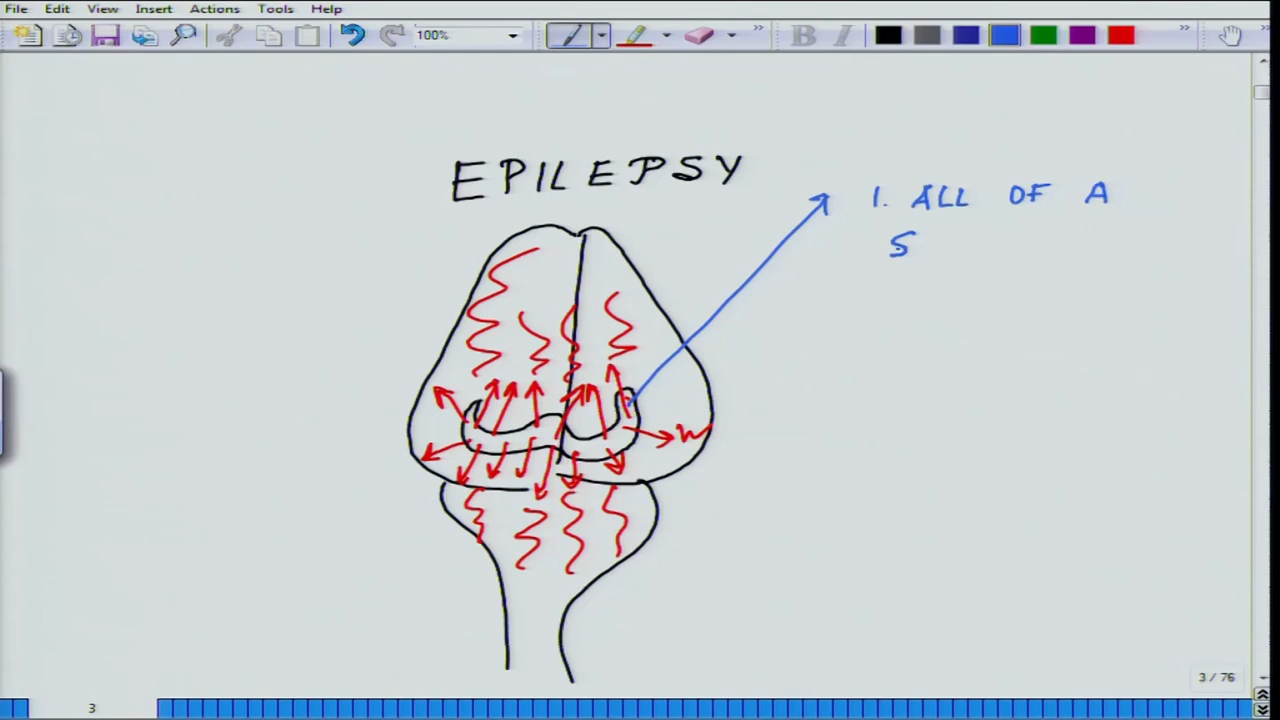 File Edit View Insert Actions Tools Help
100%
B I
EPILEPSY
1. ALL OF A
S
3 / 76
3